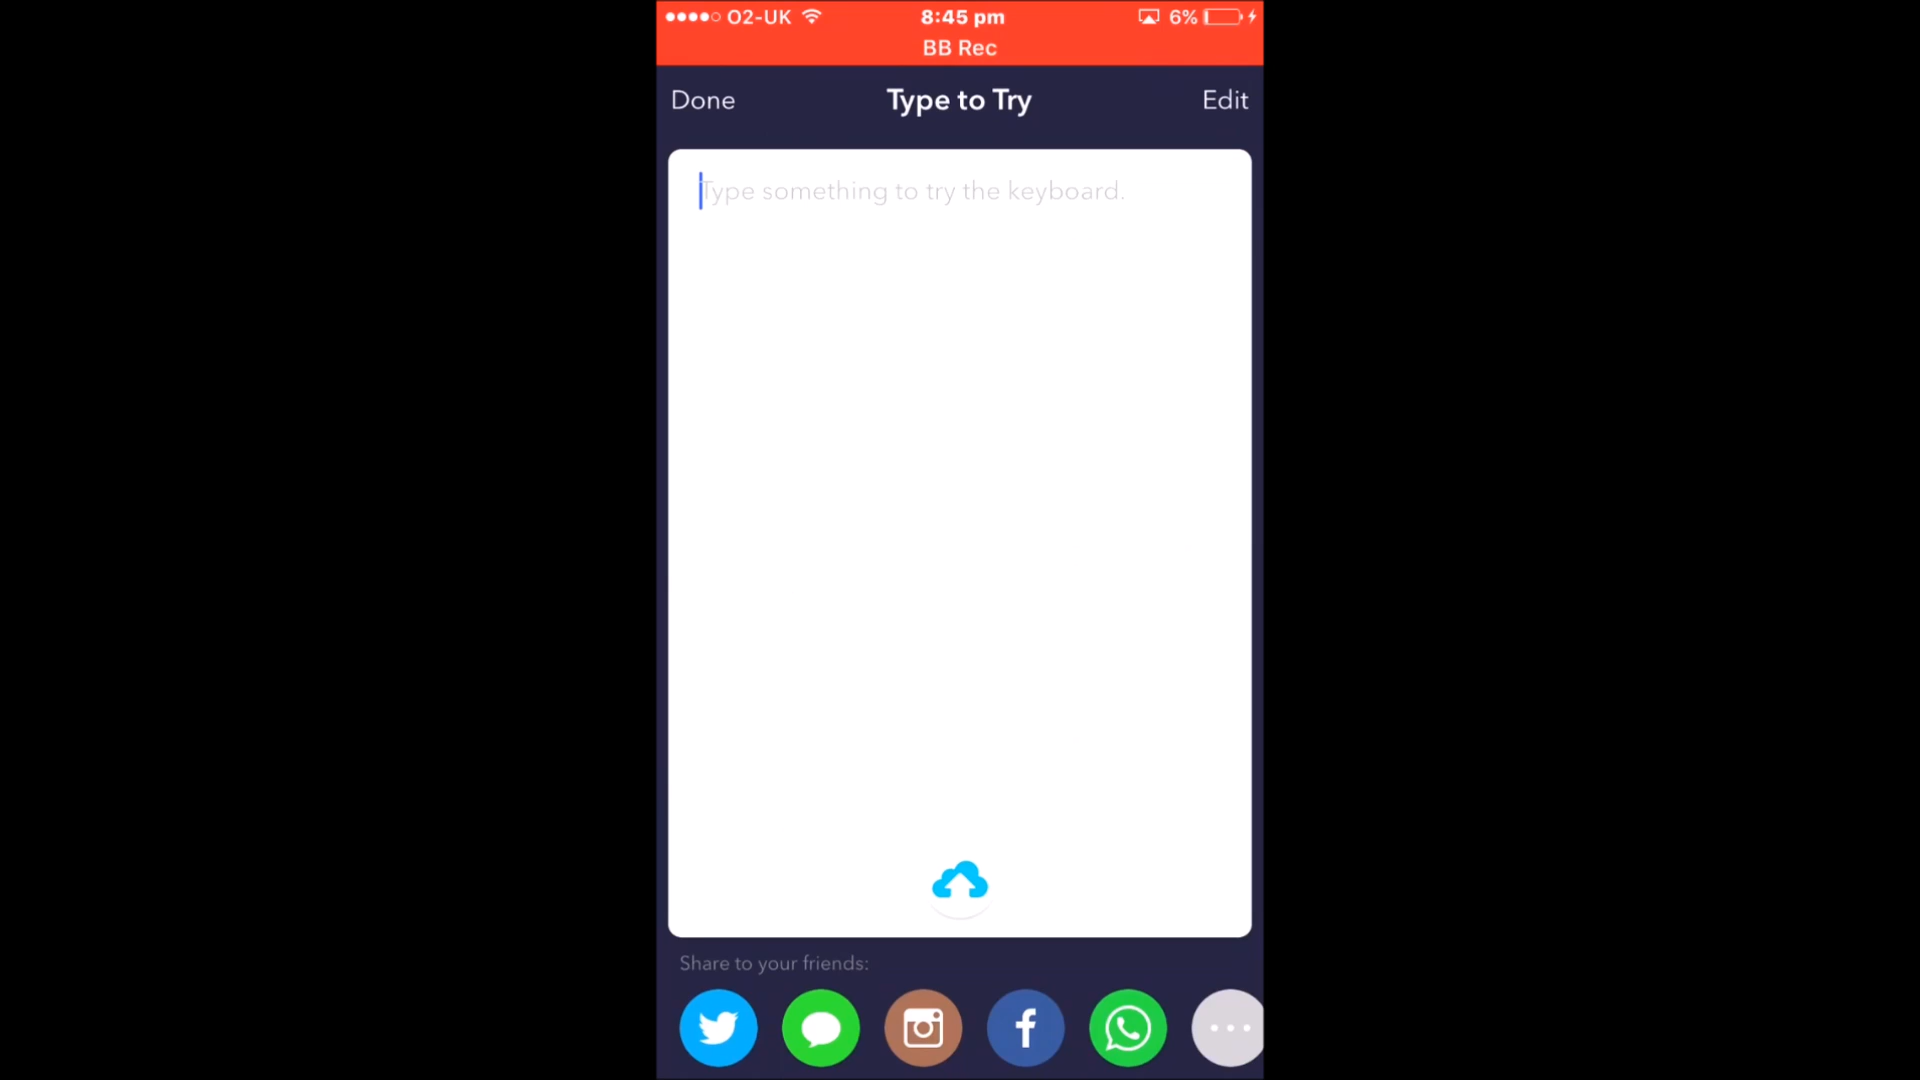 O2-UK 8:45 pm 6%
BB Rec
Done Type to Try Edit
Type something to try the keyboard.
Share to your friends: